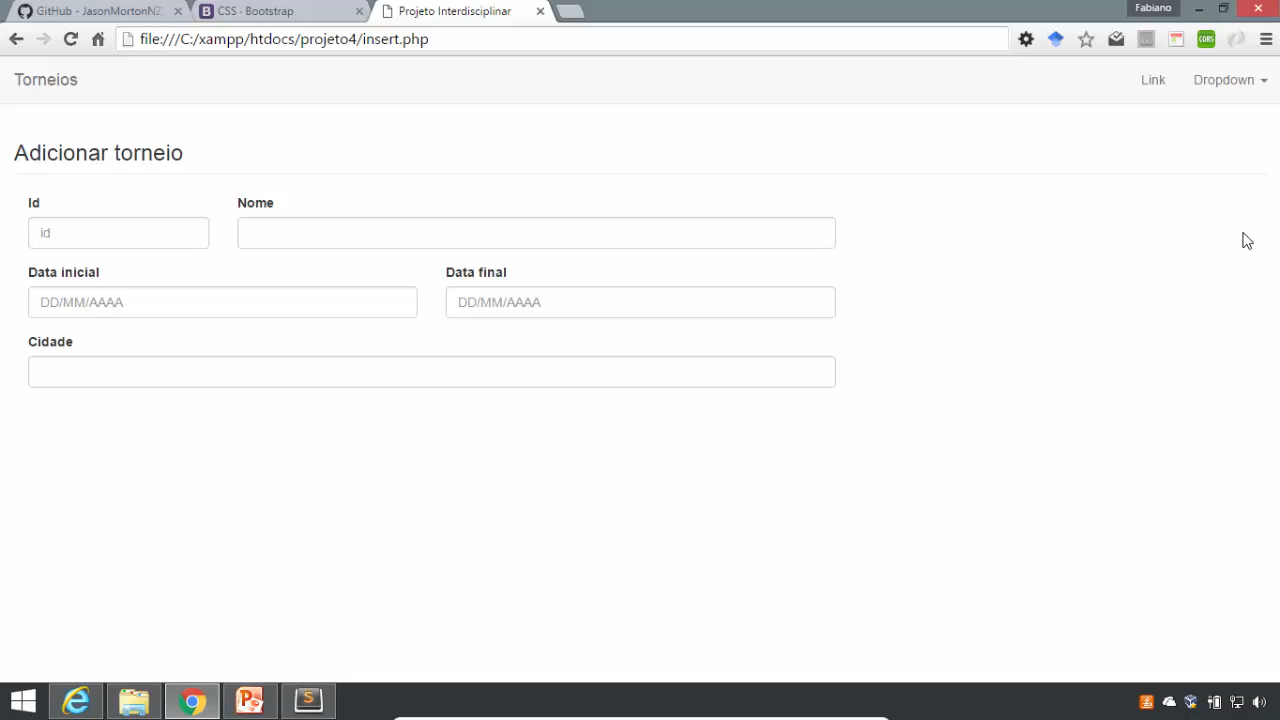 GitHub - JasonMortonNZ
CSS - Bootstrap
Projeto Interdisciplinar
Fabiano
file:///C:/xampp/htdocs/projeto4/insert.php
CORS
Torneios
Link
Dropdown
Adicionar torneio
Id
Nome
id
Data inicial
Data final
DD/MM/AAAA
DD/MM/AAAA
Cidade